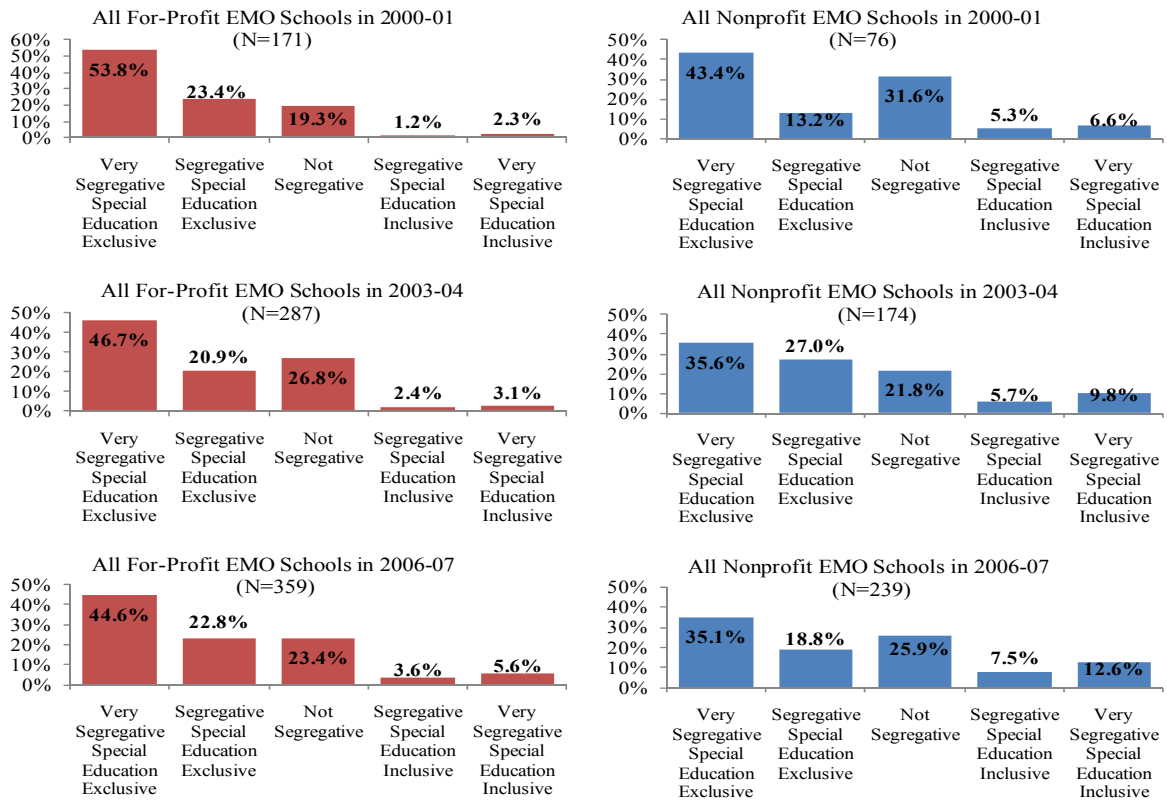 All For-Profit EMO Schools in 2000-01
(N=171)
60%
50%
40%
30%
20%
10%
0%
53.8%
23.4%
19.3%
1.2%
2.3%
Very
Segregative
Special
Education
Exclusive
Segregative
Special
Education
Exclusive
Not
Segregative
Segregative
Special
Education
Inclusive
Very
Segregative
Special
Education
Inclusive
All Nonprofit EMO Schools in 2000-01
(N=76)
50%
40%
30%
20%
10%
0%
43.4%
13.2%
31.6%
5.3%
6.6%
Very
Segregative
Special
Education
Exclusive
Segregative
Special
Education
Exclusive
Not
Segregative
Segregative
Special
Education
Inclusive
Very
Segregative
Special
Education
Inclusive
All For-Profit EMO Schools in 2003-04
(N=287)
50%
40%
30%
20%
10%
0%
46.7%
20.9%
26.8%
2.4%
3.1%
Very
Segregative
Special
Education
Exclusive
Segregative
Special
Education
Exclusive
Not
Segregative
Segregative
Special
Education
Inclusive
Very
Segregative
Special
Education
Inclusive
All Nonprofit EMO Schools in 2003-04
(N=174)
50%
40%
30%
20%
10%
0%
35.6%
27.0%
21.8%
5.7%
9.8%
Very
Segregative
Special
Education
Exclusive
Segregative
Special
Education
Exclusive
Not
Segregative
Segregative
Special
Education
Inclusive
Very
Segregative
Special
Education
Inclusive
All For-Profit EMO Schools in 2006-07
(N=359)
50%
40%
30%
20%
10%
0%
44.6%
22.8%
23.4%
3.6%
5.6%
Very
Segregative
Special
Education
Exclusive
Segregative
Special
Education
Exclusive
Not
Segregative
Segregative
Special
Education
Inclusive
Very
Segregative
Special
Education
Inclusive
All Nonprofit EMO Schools in 2006-07
(N=239)
50%
40%
30%
20%
10%
0%
35.1%
18.8%
25.9%
7.5%
12.6%
Very
Segregative
Special
Education
Exclusive
Segregative
Special
Education
Exclusive
Not
Segregative
Segregative
Special
Education
Inclusive
Very
Segregative
Special
Education
Inclusive